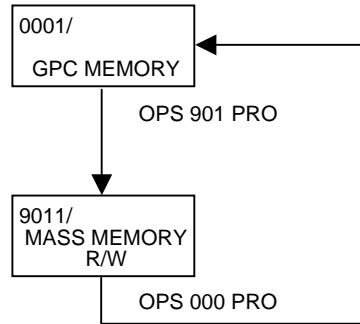 0001/
GPC MEMORY
OPS 901 PRO
9011/
MASS MEMORY
R/W
OPS 000 PRO